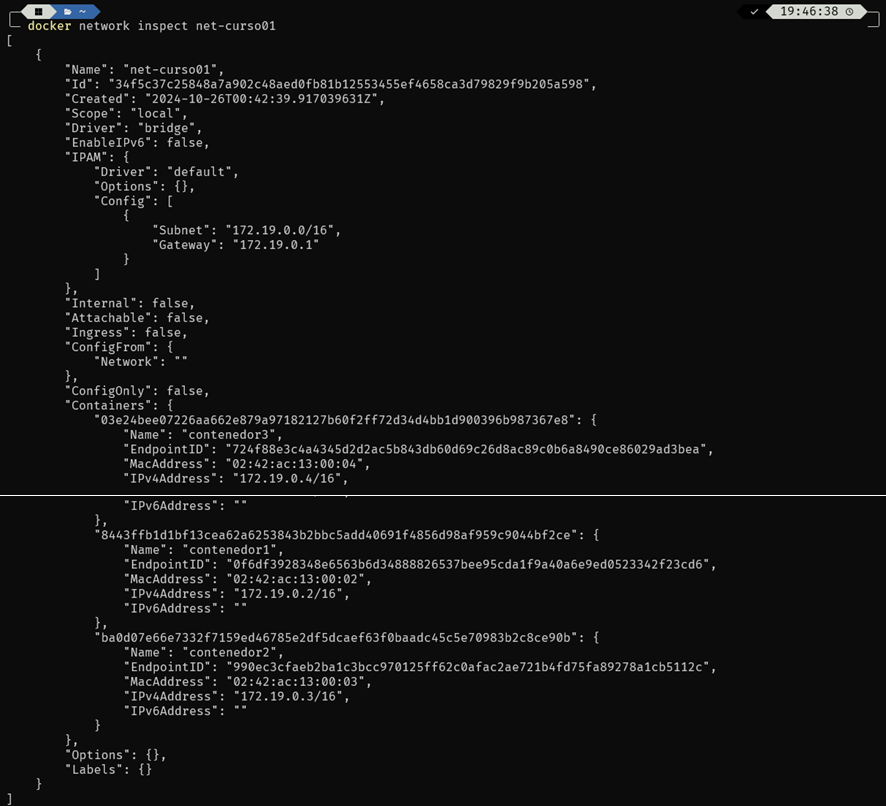 ~ 19:46:38
docker network inspect net-curso01
[
    {
        "Name": "net-curso01",
        "Id": "34f5c37c25848a7a902c48aed0fb81b12553455ef4658ca3d79829f9b205a598",
        "Created": "2024-10-26T00:42:39.917039631Z",
        "Scope": "local",
        "Driver": "bridge",
        "EnableIPv6": false,
        "IPAM": {
            "Driver": "default",
            "Options": {},
            "Config": [
                {
                    "Subnet": "172.19.0.0/16",
                    "Gateway": "172.19.0.1"
                }
            ]
        },
        "Internal": false,
        "Attachable": false,
        "Ingress": false,
        "ConfigFrom": {
            "Network": ""
        },
        "ConfigOnly": false,
        "Containers": {
            "03e24bee07226aa662e879a97182127b60f2ff72d34d4bb1d900396b987367e8": {
                "Name": "contenedor3",
                "EndpointID": "724f88e3c4a4345d2d2ac5b843db60d69c26d8ac89c0b6a8490ce86029ad3bea",
                "MacAddress": "02:42:ac:13:00:04",
                "IPv4Address": "172.19.0.4/16",
                "IPv6Address": ""
            },
            "8443ffb1d1bf13cea62a6253843b2bbc5add40691f4856d98af959c9044bf2ce": {
                "Name": "contenedor1",
                "EndpointID": "0f6df3928348e6563b6d34888826537bee95cda1f9a40a6e9ed0523342f23cd6",
                "MacAddress": "02:42:ac:13:00:02",
                "IPv4Address": "172.19.0.2/16",
                "IPv6Address": ""
            },
            "ba0d07e66e7332f7159ed46785e2df5dcaef63f0baadc45c5e70983b2c8ce90b": {
                "Name": "contenedor2",
                "EndpointID": "990ec3cfaeb2ba1c3bcc970125ff62c0afac2ae721b4fd75fa89278a1cb5112c",
                "MacAddress": "02:42:ac:13:00:03",
                "IPv4Address": "172.19.0.3/16",
                "IPv6Address": ""
            }
        },
        "Options": {},
        "Labels": {}
    }
]